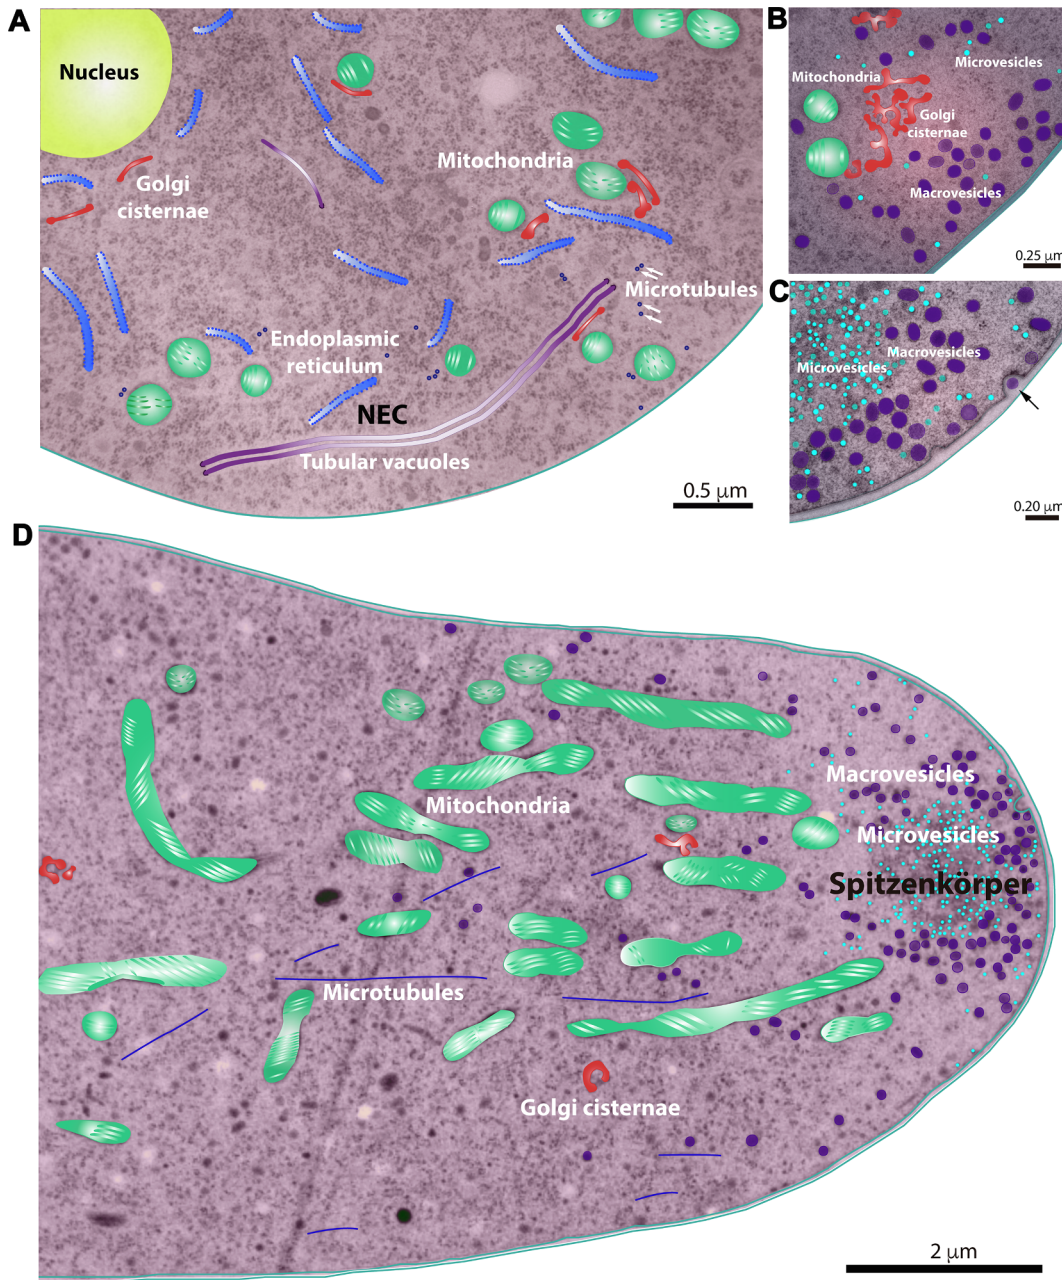 A
Nucleus
Golgi
cisternae
Mitochondria
Microtubules
Endoplasmic
reticulum
NEC
Tubular vacuoles
0.5 μm
B
Microvesicles
Mitochondria
Golgi
cisternae
Macrovesicles
0.25 μm
C
Macrovesicles
Microvesicles
0.20 μm
D
Macrovesicles
Mitochondria
Microvesicles
Spitzenkörper
Microtubules
Golgi cisternae
2 μm